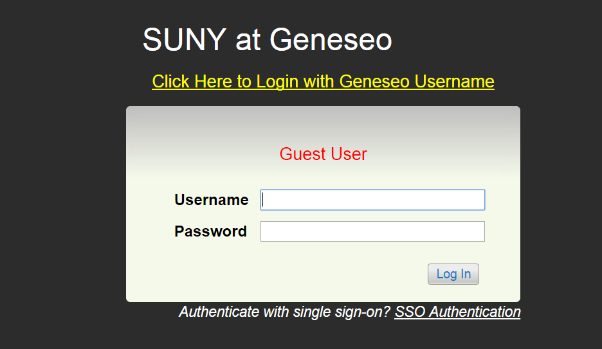 SUNY at Geneseo
Click Here to Login with Geneseo Username
Guest User
Username
Password
Log In
Authenticate with single sign-on? SSO Authentication